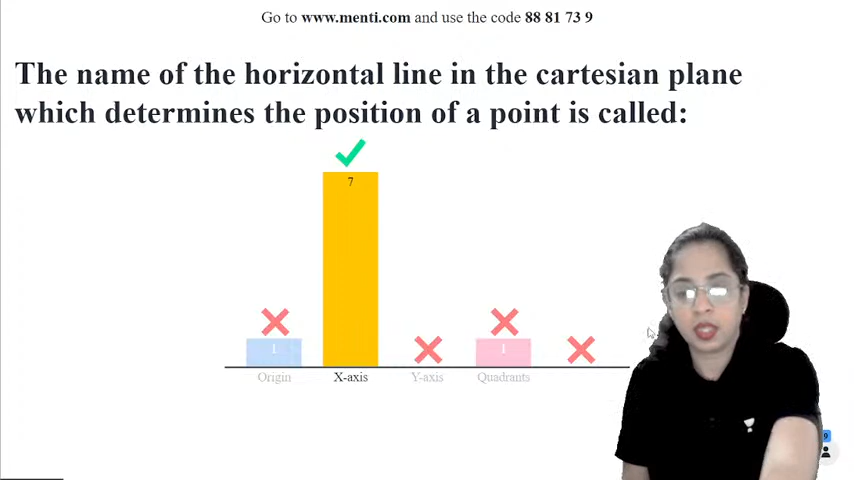 Go to www.menti.com and use the code 88 81 73 9
The name of the horizontal line in the cartesian plane
which determines the position of a point is called:
7
1
1
Origin X-axis Y-axis Quadrants
9